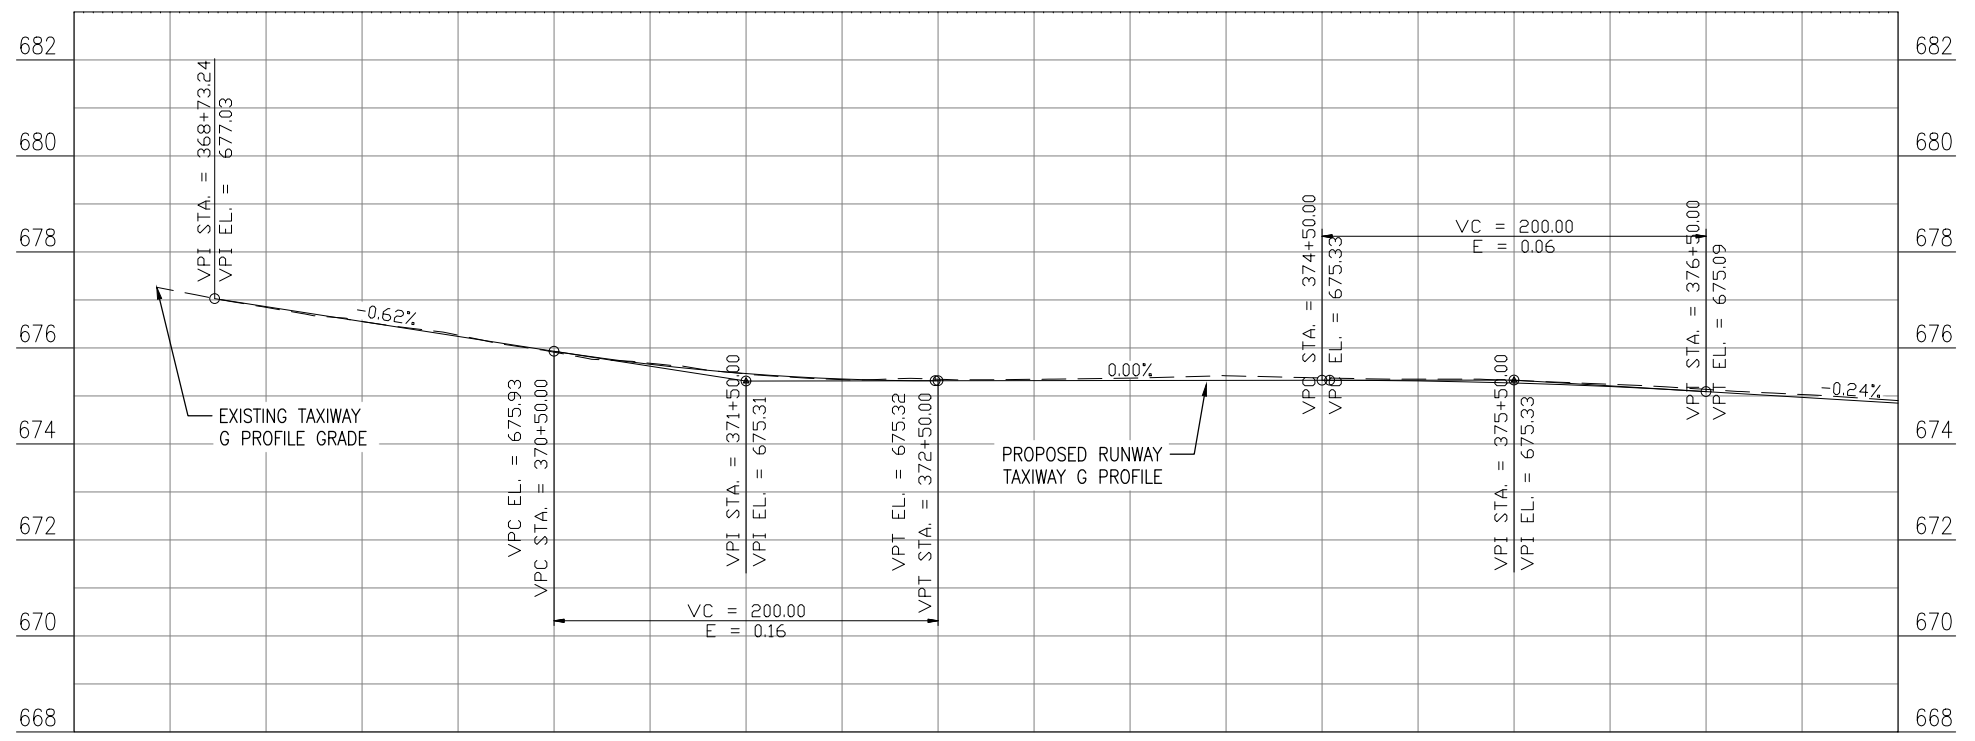 682
680
678
676
674
672
670
668
VPI STA. = 368+73.24
VPI EL. = 677.03
-0.62%
EXISTING TAXIWAY
G PROFILE GRADE
VPC EL. = 675.93
VPC STA. = 370+50.00
VPI STA. = 371+50.00
VPI EL. = 675.31
VPT EL. = 675.32
VPT STA. = 372+50.00
VC = 200.00
E = 0.16
0.00%
PROPOSED RUNWAY
TAXIWAY G PROFILE
VPC STA. = 374+50.00
VPC EL. = 675.33
VC = 200.00
E = 0.06
VPI STA. = 375+50.00
VPI EL. = 675.33
VPT STA. = 376+50.00
VPT EL. = 675.09
-0.24%
682
680
678
676
674
672
670
668